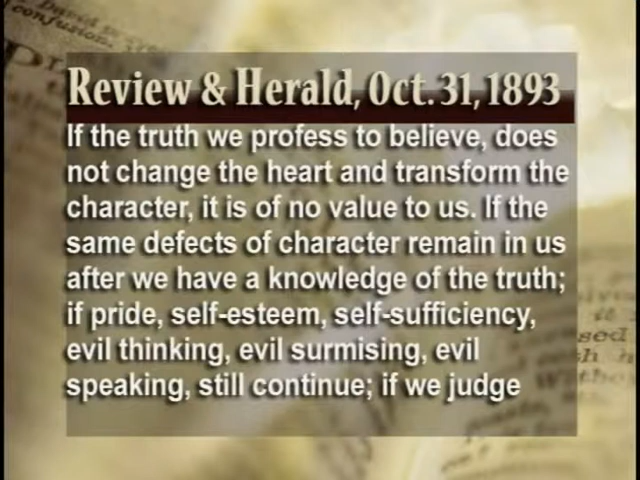 Review & Herald, Oct. 31, 1893
If the truth we profess to believe, does
not change the heart and transform the
character, it is of no value to us. If the
same defects of character remain in us
after we have a knowledge of the truth;
if pride, self-esteem, self-sufficiency,
evil thinking, evil surmising, evil
speaking, still continue; if we judge